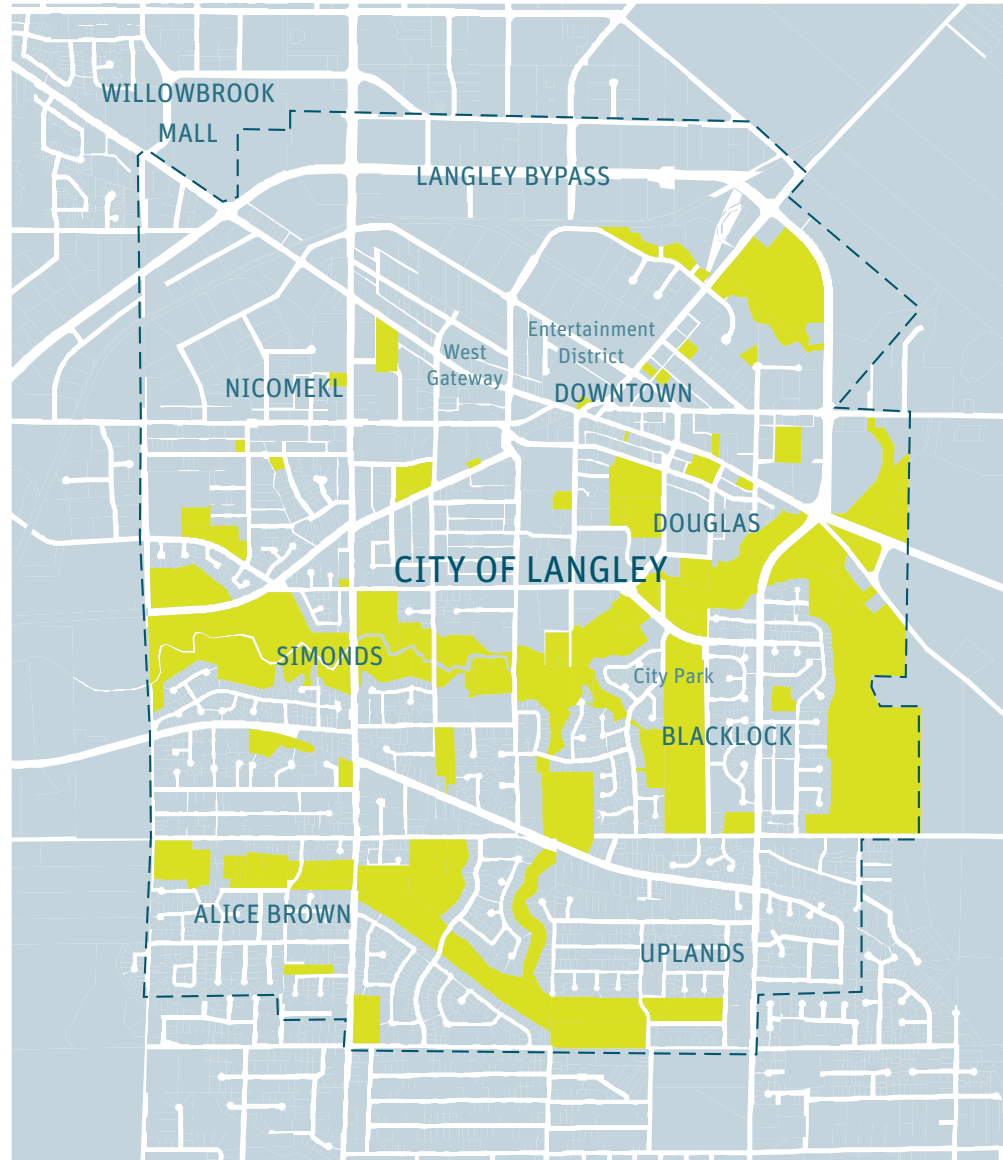 WILLOWBROOK
MALL
LANGLEY BYPASS
Entertainment
District
West
Gateway
NICOMEKL
DOWNTOWN
DOUGLAS
CITY OF LANGLEY
SIMONDS
City Park
BLACKLOCK
ALICE BROWN
UPLANDS